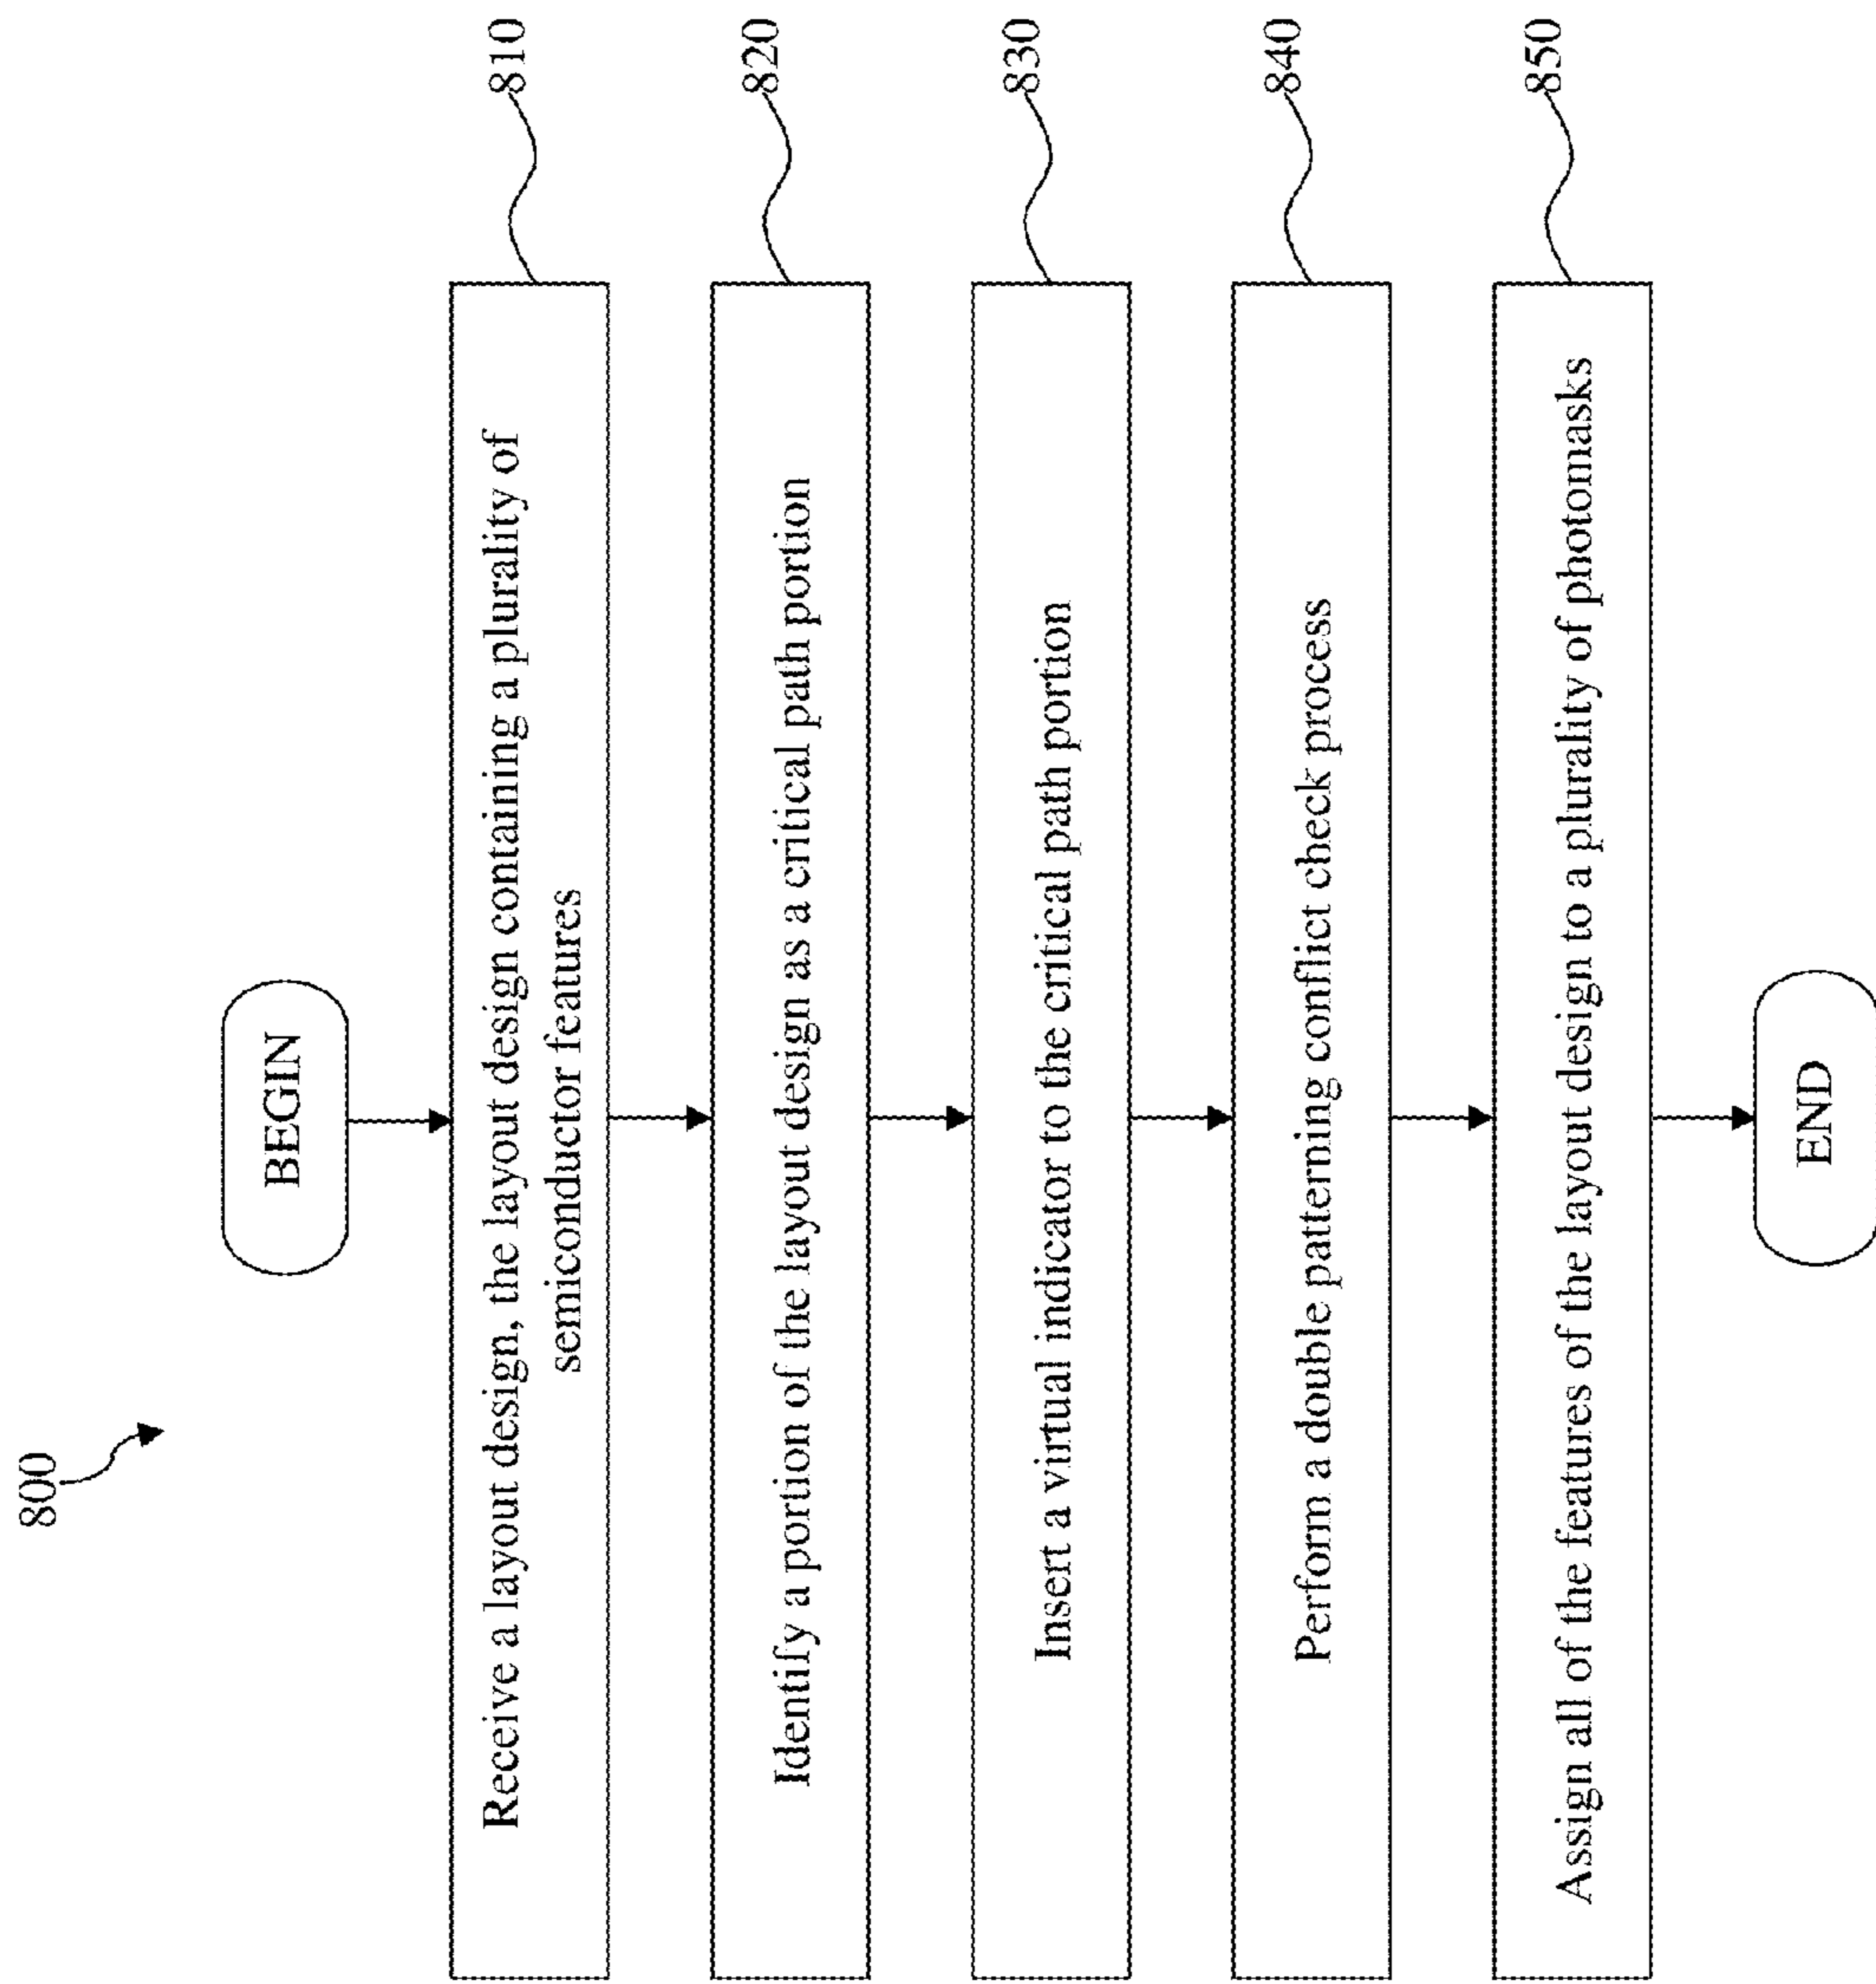 800
BEGIN
Receive a layout design, the layout design containing a plurality of
semiconductor features
810
Identify a portion of the layout design as a critical path portion
820
Insert a virtual indicator to the critical path portion
830
Perform a double patterning conflict check process
840
Assign all of the features of the layout design to a plurality of photomasks
850
END